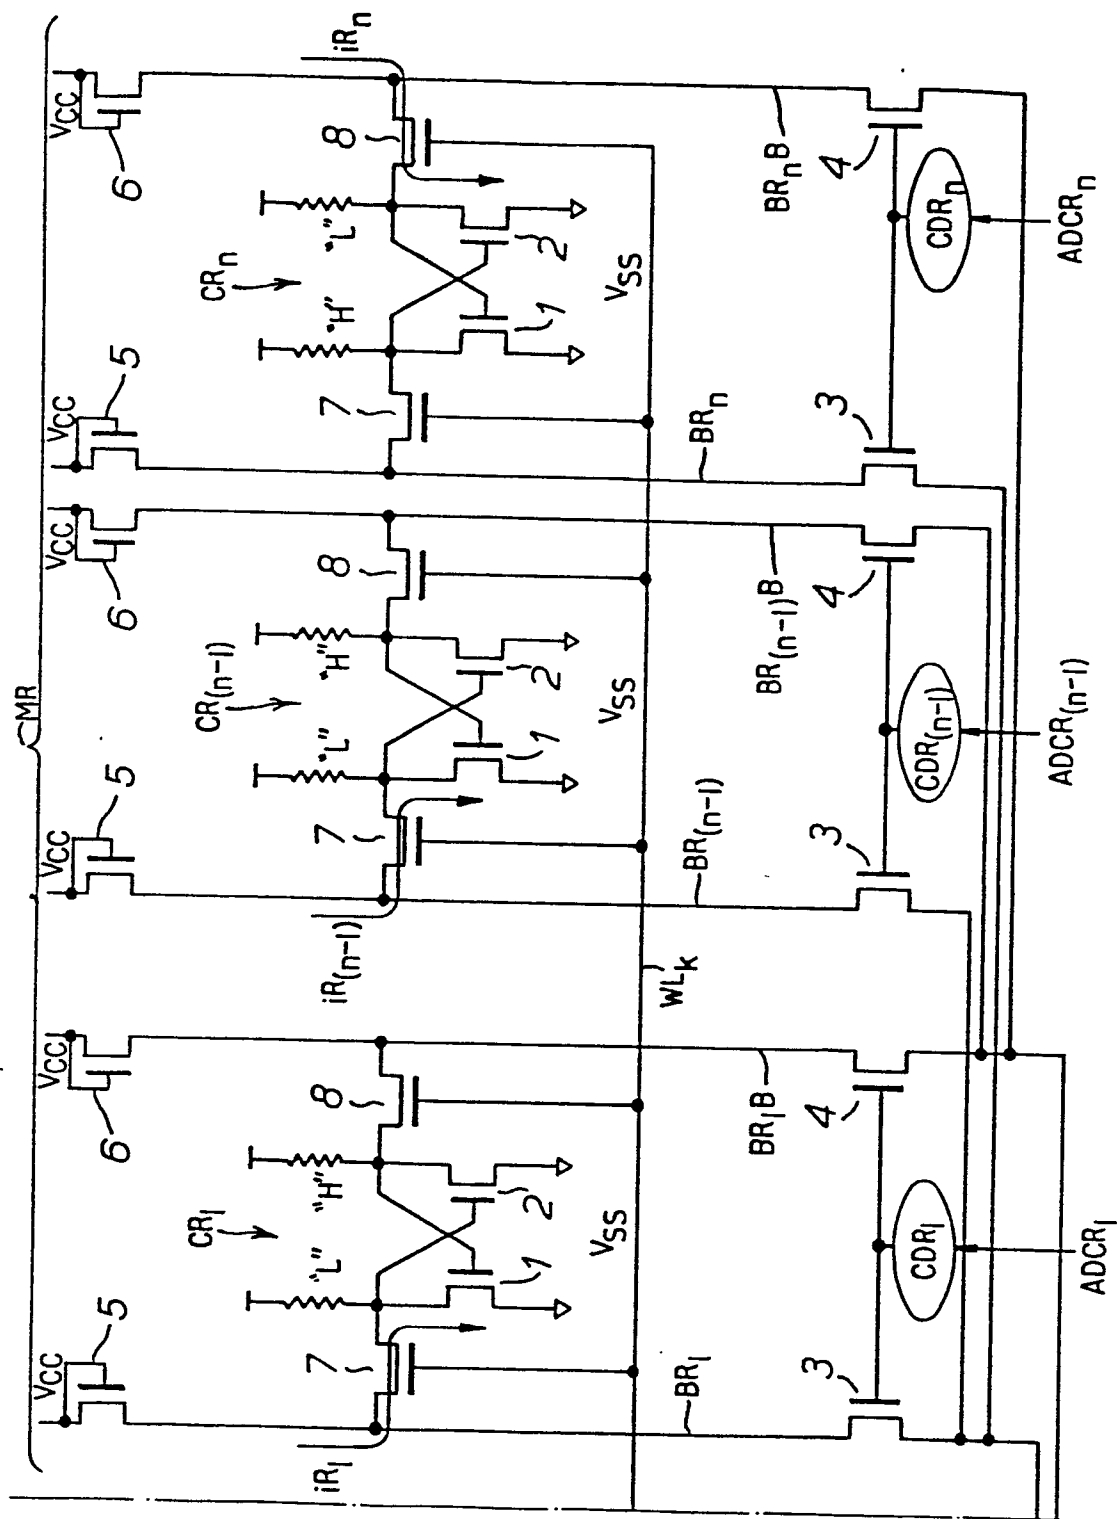 MR
VCC VCC VCC VCC VCC VCC
5 6 5 6 5 6
CR1 CR(n-1) CRn
"L" "H" "L" "H" "H" "L"
iR1 7 8 iR(n-1) 7 8 7 8 iRn
1 2 1 2 1 2
VSS VSS VSS
WLk
BR1 BR1B BR(n-1) BR(n-1)B BRn BRnB
3 4 3 4 3 4
CDR1 CDR(n-1) CDRn
ADCR1 ADCR(n-1) ADCRn